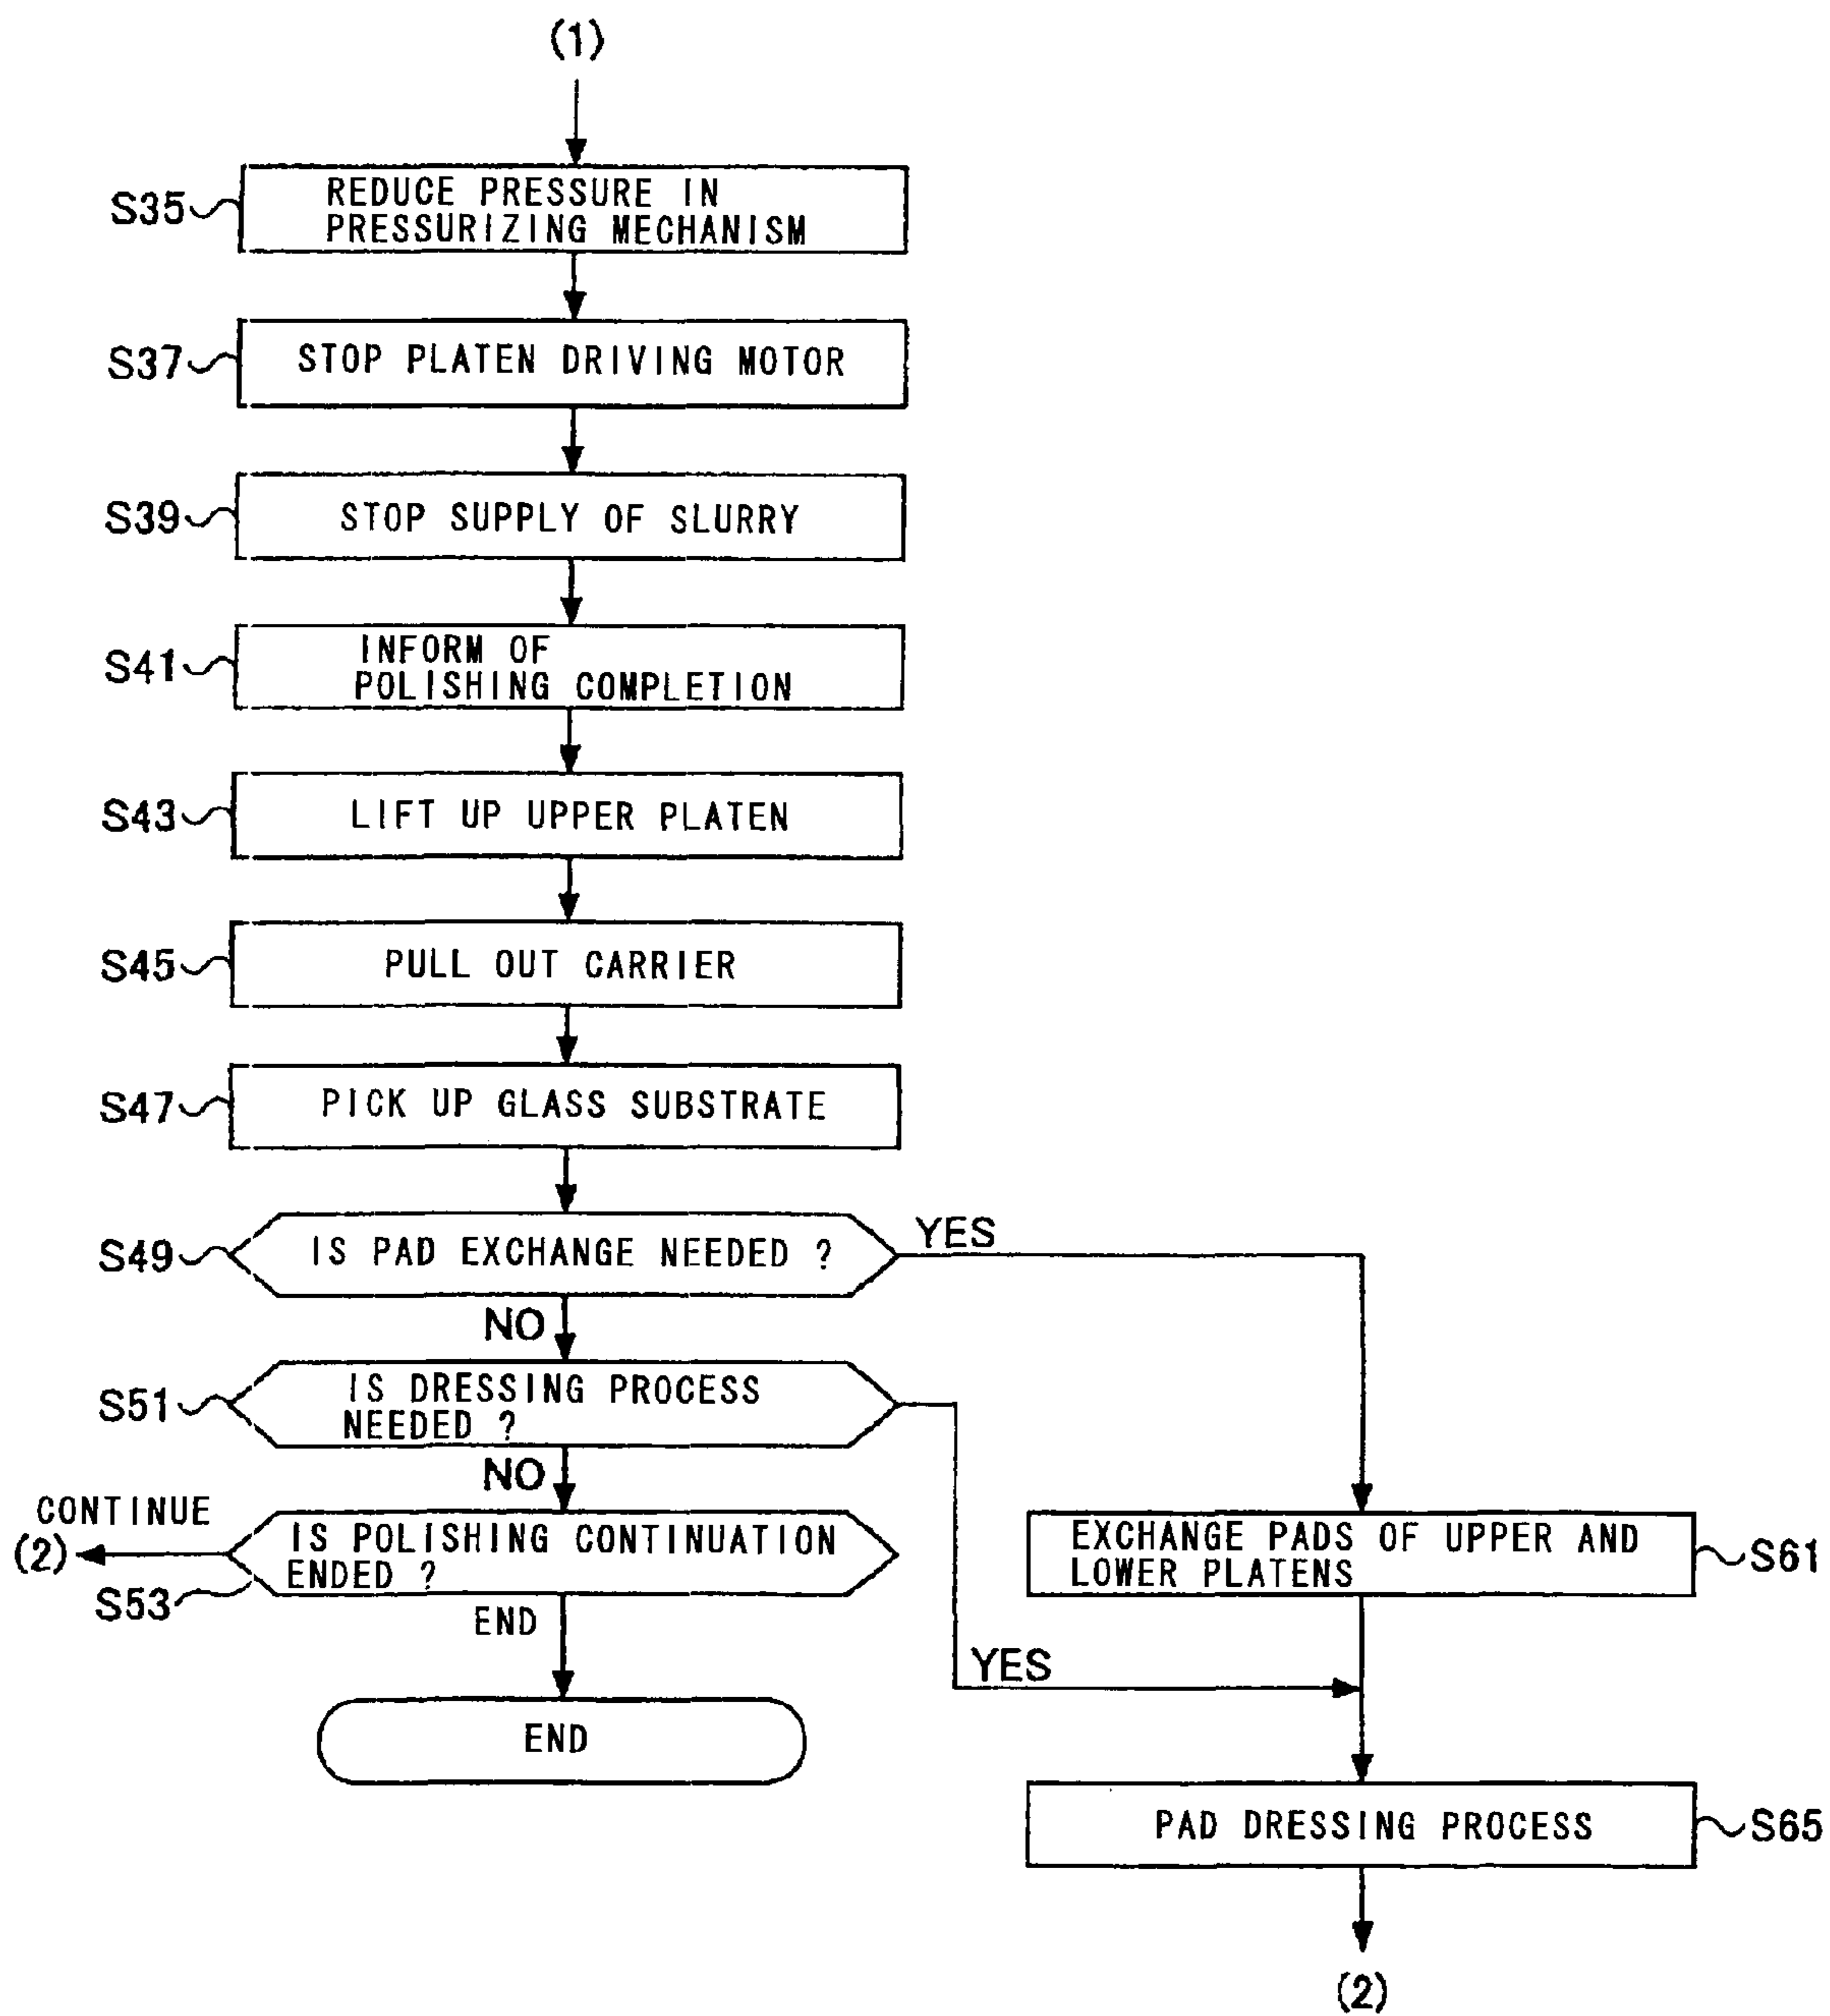 (1)
S35
REDUCE PRESSURE IN
PRESSURIZING MECHANISM
S37
STOP PLATEN DRIVING MOTOR
S39
STOP SUPPLY OF SLURRY
S41
INFORM OF
POLISHING COMPLETION
S43
LIFT UP UPPER PLATEN
S45
PULL OUT CARRIER
S47
PICK UP GLASS SUBSTRATE
S49
IS PAD EXCHANGE NEEDED ?
YES
NO
S51
IS DRESSING PROCESS
NEEDED ?
NO
CONTINUE
(2)
IS POLISHING CONTINUATION
ENDED ?
S53
END
END
EXCHANGE PADS OF UPPER AND
LOWER PLATENS
S61
YES
PAD DRESSING PROCESS
S65
(2)